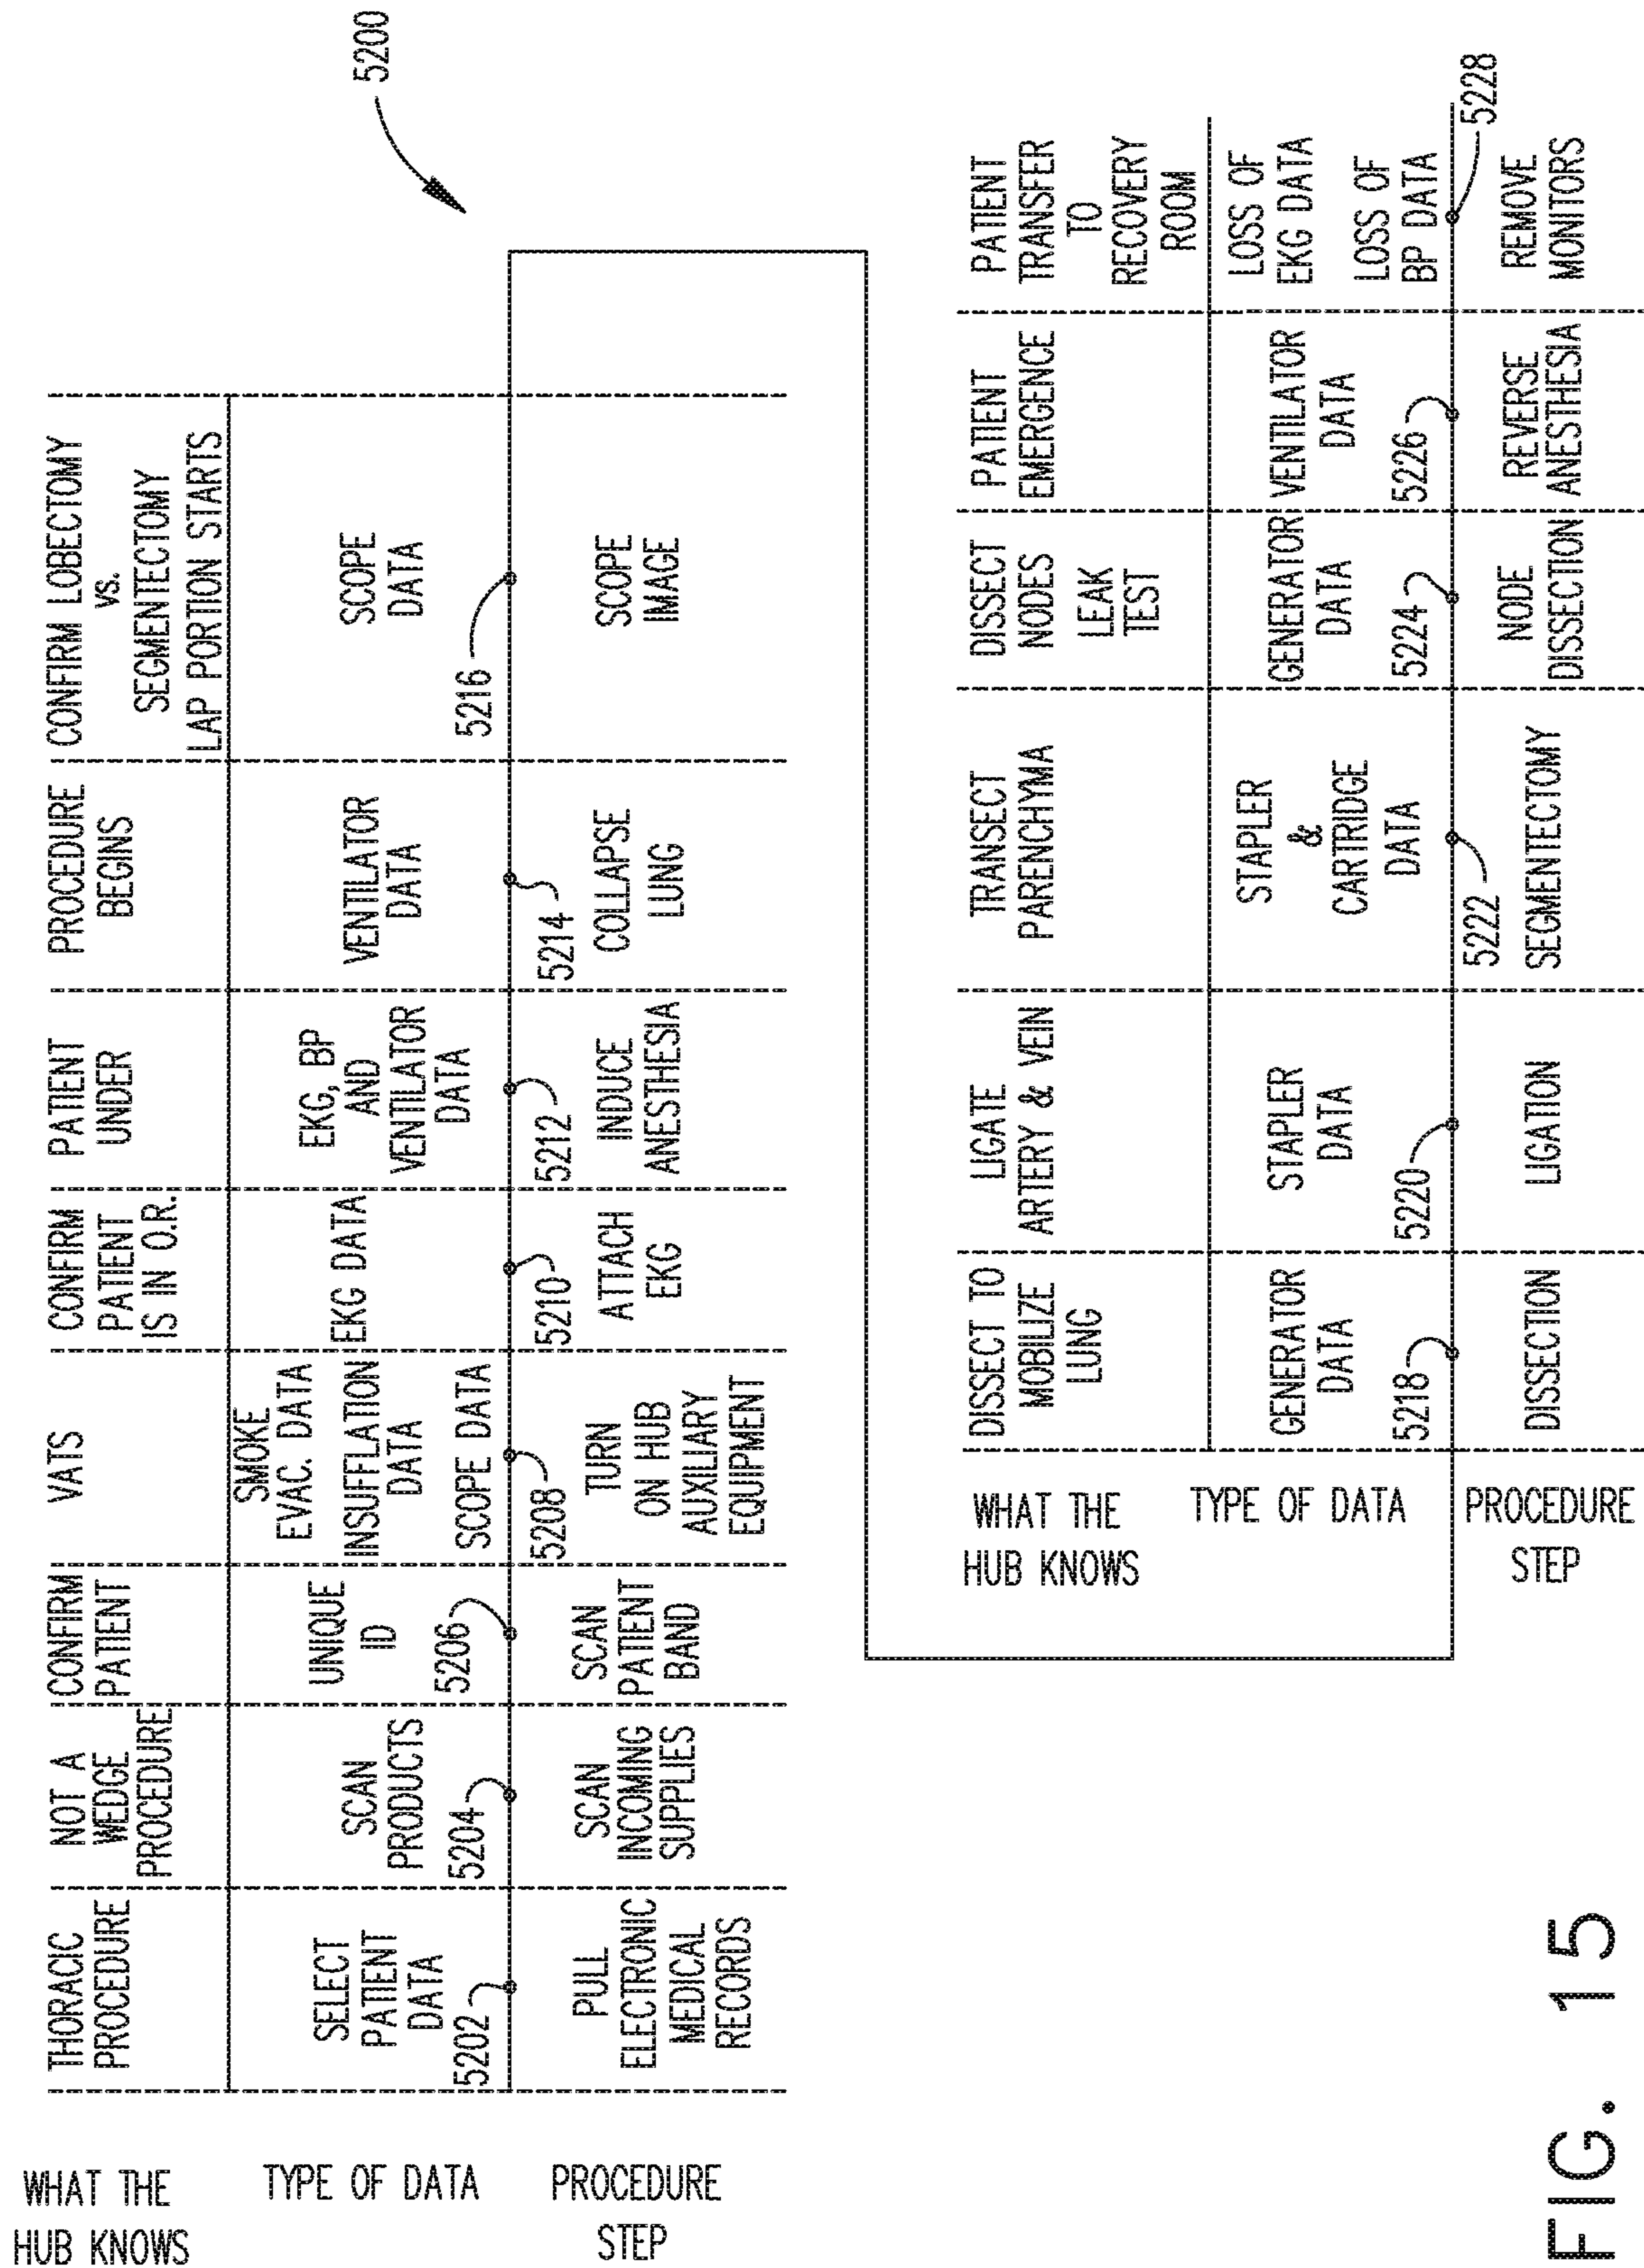 5200
WHAT THE
HUB KNOWS
THORACIC
PROCEDURE
NOT A
WEDGE
PROCEDURE
CONFIRM
PATIENT
VATS
CONFIRM
PATIENT
IS IN O.R.
PATIENT
UNDER
PROCEDURE
BEGINS
CONFIRM LOBECTOMY
VS.
SEGMENTECTOMY
LAP PORTION STARTS
TYPE OF DATA
SELECT
PATIENT
DATA
5202
SCAN
PRODUCTS
5204
UNIQUE
ID
5206
SMOKE
EVAC. DATA
INSUFFLATION
DATA
SCOPE DATA
EKG DATA
EKG, BP
AND
VENTILATOR
DATA
VENTILATOR
DATA
SCOPE
DATA
5216
PROCEDURE
STEP
PULL
ELECTRONIC
MEDICAL
RECORDS
SCAN
INCOMING
SUPPLIES
SCAN
PATIENT
BAND
5208
TURN
ON HUB
AUXILIARY
EQUIPMENT
5210
ATTACH
EKG
5212
INDUCE
ANESTHESIA
5214
COLLAPSE
LUNG
SCOPE
IMAGE
WHAT THE
HUB KNOWS
DISSECT TO
MOBILIZE
LUNG
LIGATE
ARTERY & VEIN
TRANSECT
PARENCHYMA
DISSECT
NODES
LEAK
TEST
PATIENT
EMERGENCE
PATIENT
TRANSFER
TO
RECOVERY
ROOM
TYPE OF DATA
GENERATOR
DATA
5218
STAPLER
DATA
5220
STAPLER
&
CARTRIDGE
DATA
GENERATOR
DATA
5224
VENTILATOR
DATA
5226
LOSS OF
EKG DATA
LOSS OF
BP DATA
PROCEDURE
STEP
DISSECTION
LIGATION
5222
SEGMENTECTOMY
NODE
DISSECTION
REVERSE
ANESTHESIA
5228
REMOVE
MONITORS
FIG. 15